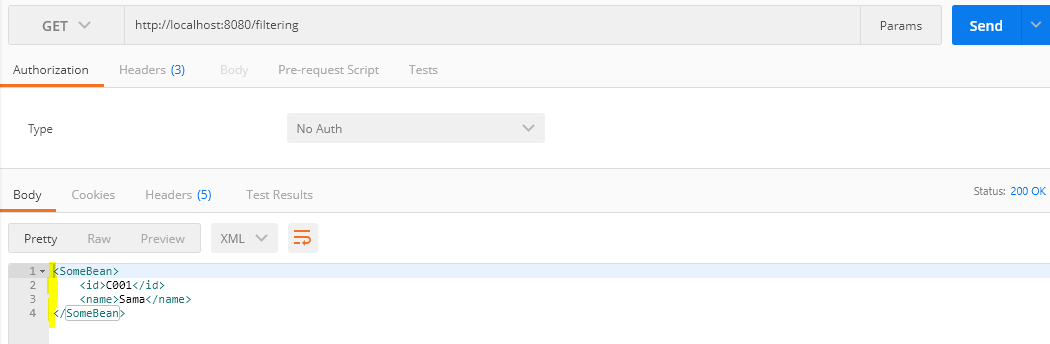 GET http://localhost:8080/filtering Params Send
Authorization Headers (3) Body Pre-request Script Tests
Type No Auth
Body Cookies Headers (5) Test Results Status: 200 OK
Pretty Raw Preview XML
1 <SomeBean>
2 <id>C001</id>
3 <name>Sama</name>
4 </SomeBean>